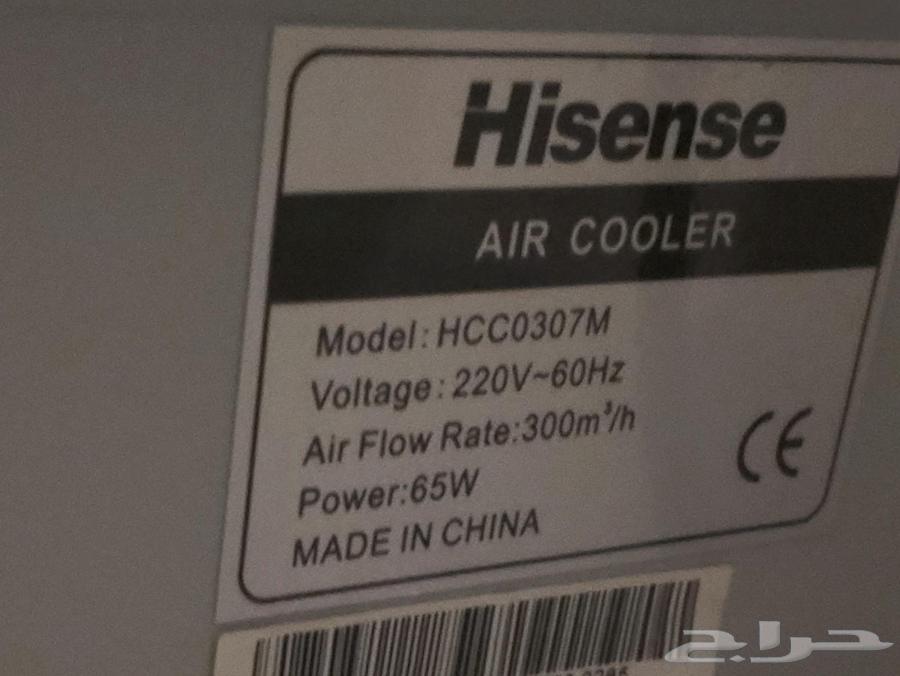 Hisense
AIR COOLER
Model: HCC0307M
Voltage: 220V~60Hz
Air Flow Rate:300m³/h
Power:65W
CE
MADE IN CHINA
حراج